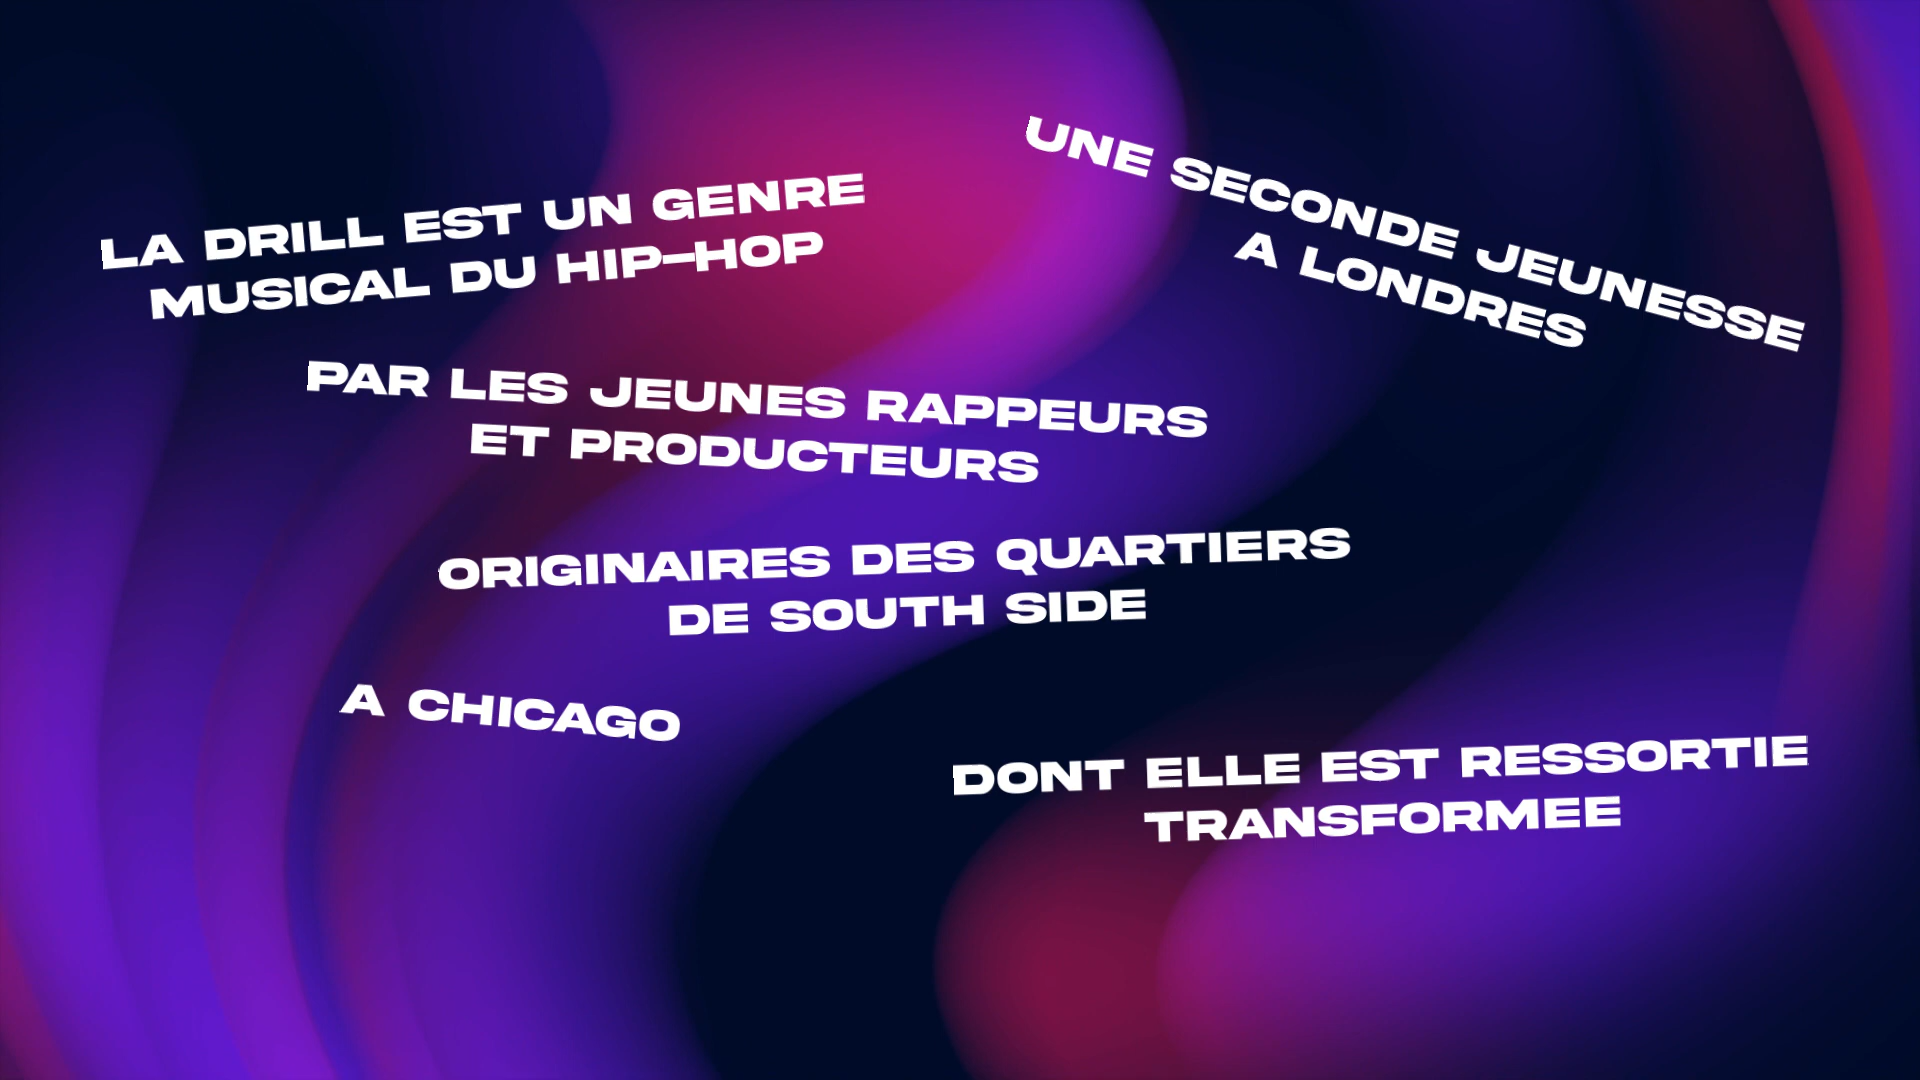 LA DRILL EST UN GENRE
MUSICAL DU HIP-HOP
PAR LES JEUNES RAPPEURS
ET PRODUCTEURS
ORIGINAIRES DES QUARTIERS
DE SOUTH SIDE
A CHICAGO
UNE SECONDE JEUNESSE
A LONDRES
DONT ELLE EST RESSORTIE
TRANSFORMEE